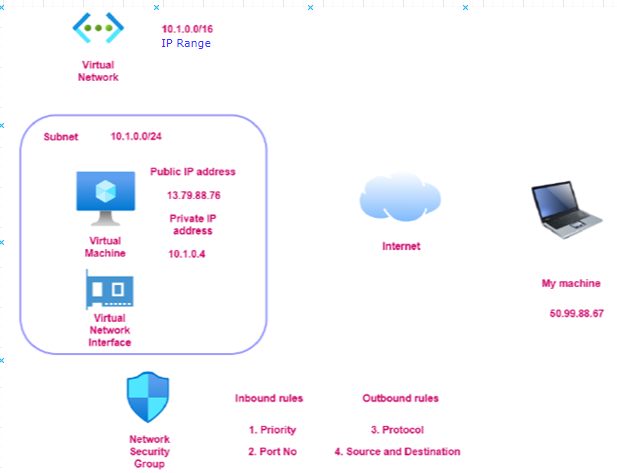 10.1.0.0/16
IP Range
Virtual
Network
Subnet 10.1.0.0/24
Public IP address
13.79.88.76
Private IP
address
10.1.0.4
Virtual
Machine
Virtual
Network
Interface
Internet
My machine
50.99.88.67
Network
Security
Group
Inbound rules Outbound rules
1. Priority 3. Protocol
2. Port No 4. Source and Destination